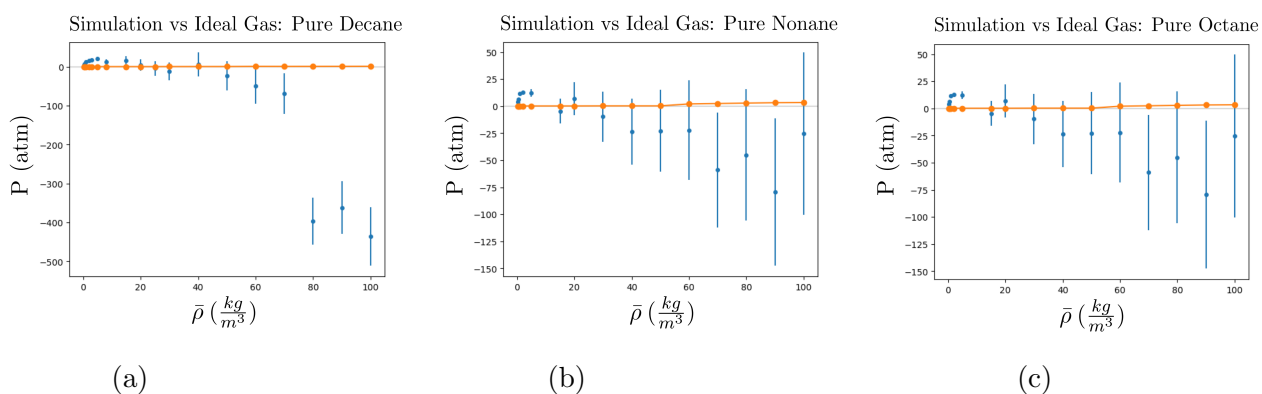 Simulation vs Ideal Gas: Pure Decane
0
−100
−200
−300
−400
−500
P (atm)
0 20 40 60 80 100
ρ̄ (kg/m³)
(a)
Simulation vs Ideal Gas: Pure Nonane
50
25
0
−25
−50
−75
−100
−125
−150
P (atm)
0 20 40 60 80 100
ρ̄ (kg/m³)
(b)
Simulation vs Ideal Gas: Pure Octane
50
25
0
−25
−50
−75
−100
−125
−150
P (atm)
0 20 40 60 80 100
ρ̄ (kg/m³)
(c)